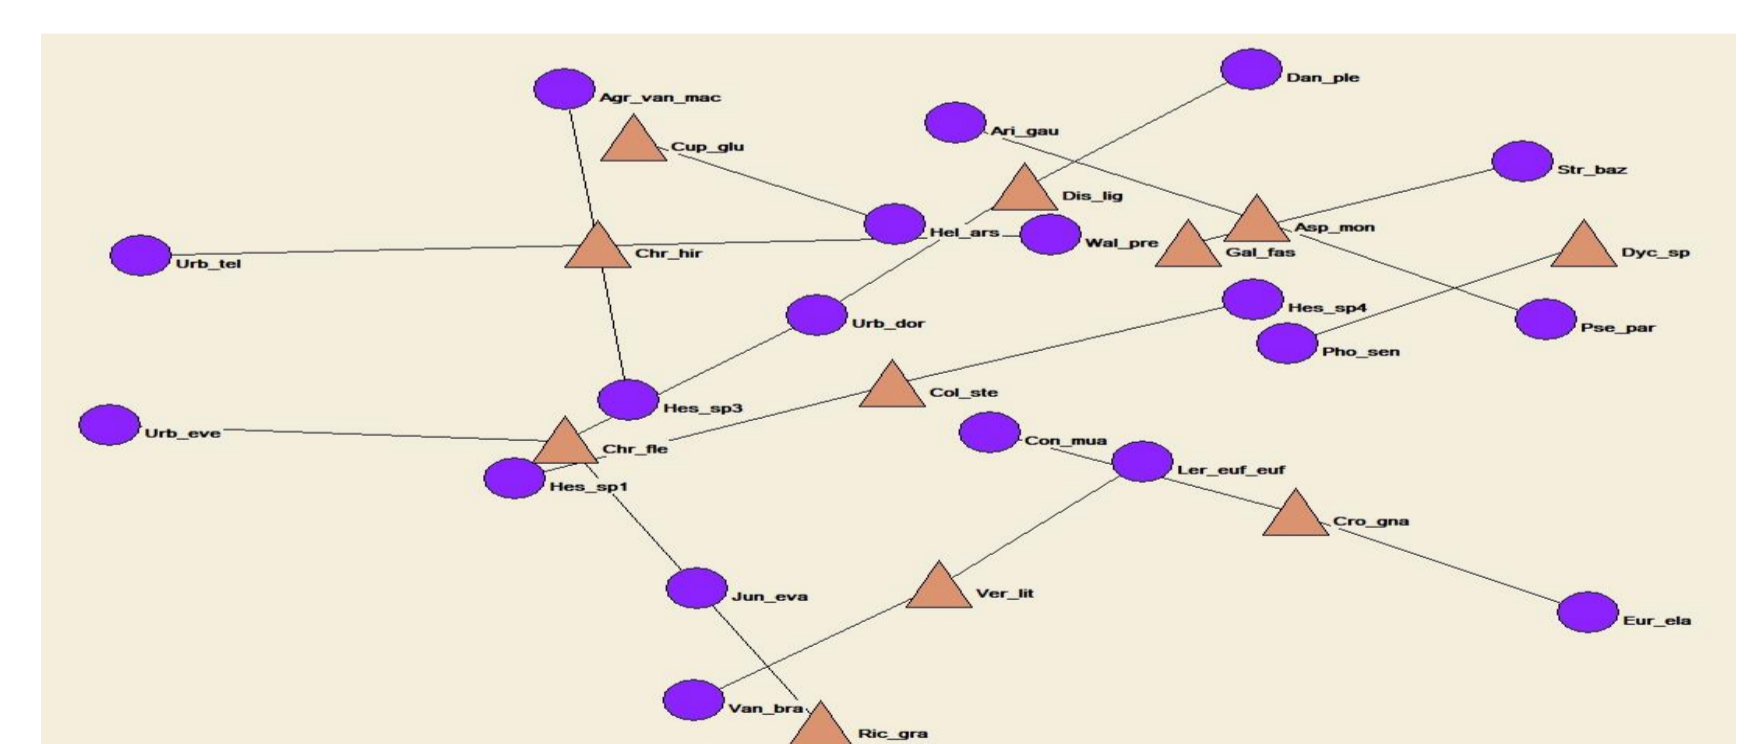 Dan_ple
Agr_van_mac
Ari_gau
Cup_glu
Str_baz
Dis_lig
Asp_mon
Hel_ars
Wal_pre
Gal_fas
Dyc_sp
Chr_hir
Urb_tel
Hes_sp4
Urb_dor
Pse_par
Pho_sen
Col_ste
Hes_sp3
Urb_eve
Con_mua
Chr_fle
Ler_euf_euf
Hes_sp1
Cro_gna
Ver_lit
Jun_eva
Eur_ela
Van_bra
Ric_gra